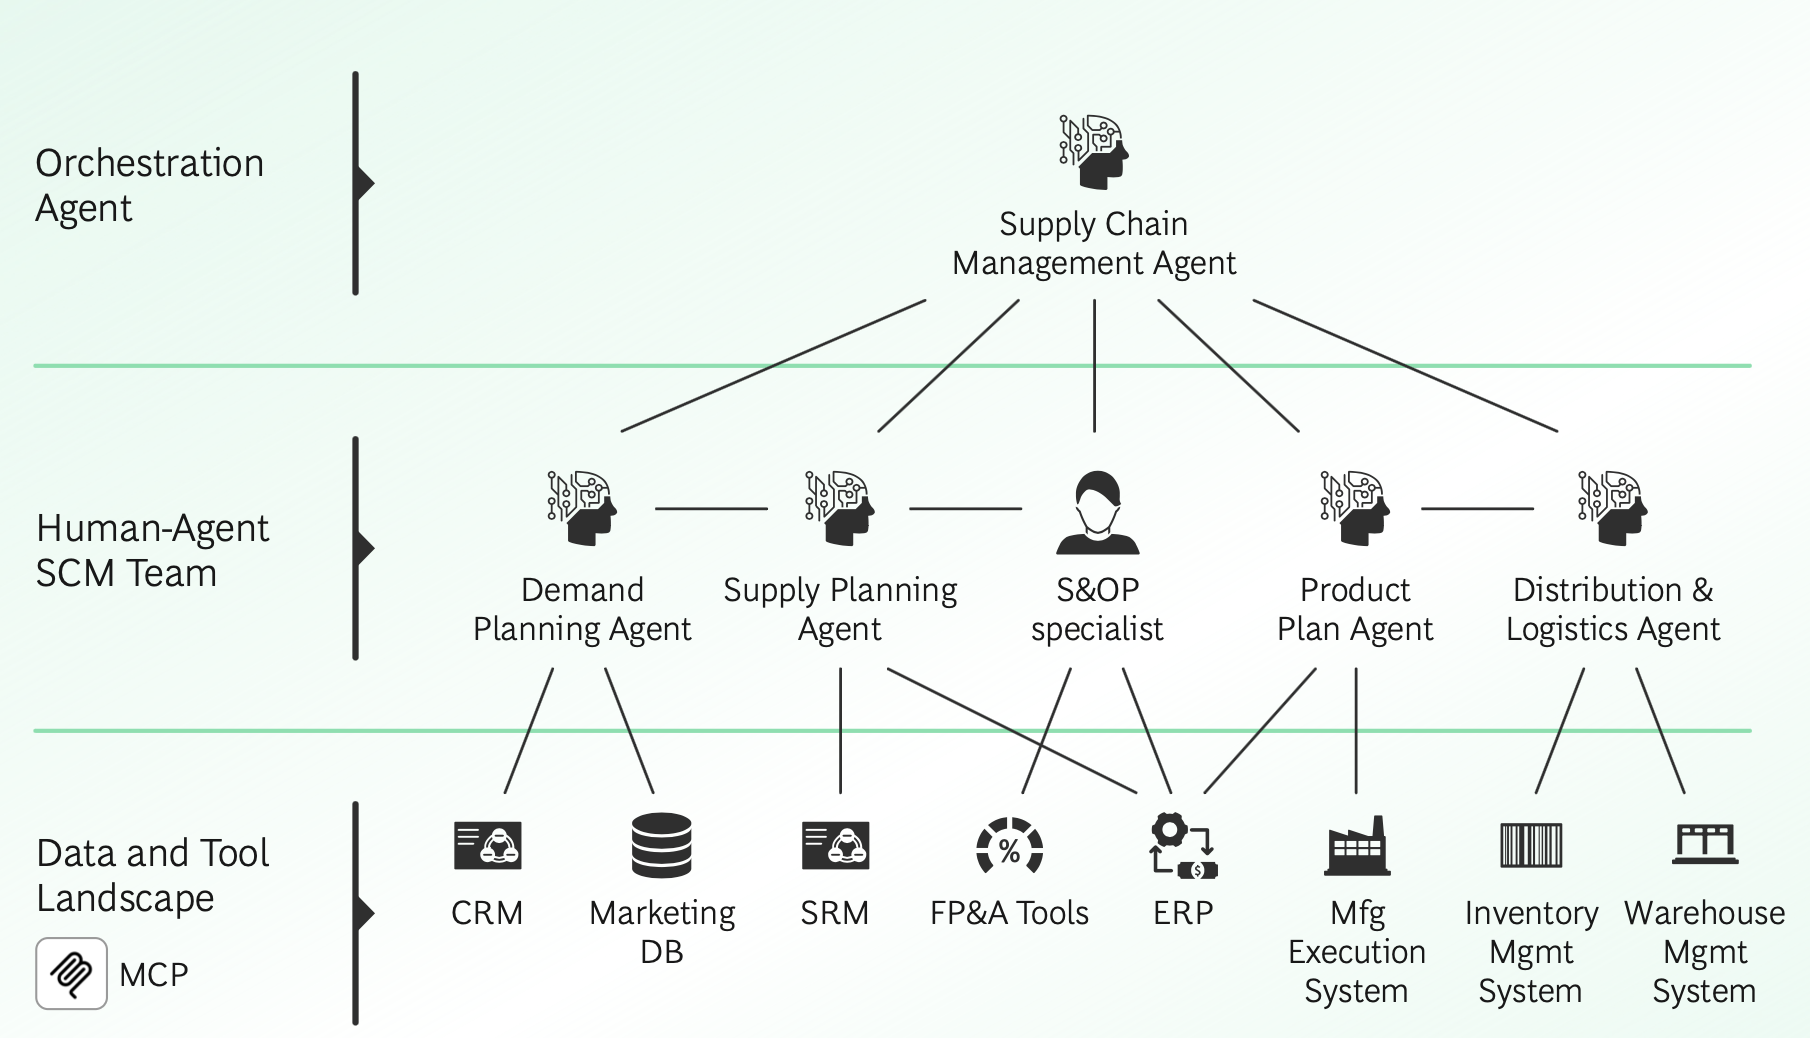 Orchestration
Agent
Supply Chain
Management Agent
Human-Agent
SCM Team
Demand
Planning Agent
Supply Planning
Agent
S&OP
specialist
Product
Plan Agent
Distribution &
Logistics Agent
Data and Tool
Landscape
MCP
CRM
Marketing
DB
SRM
%
FP&A Tools
$
ERP
Mfg
Execution
System
Inventory
Mgmt
System
Warehouse
Mgmt
System